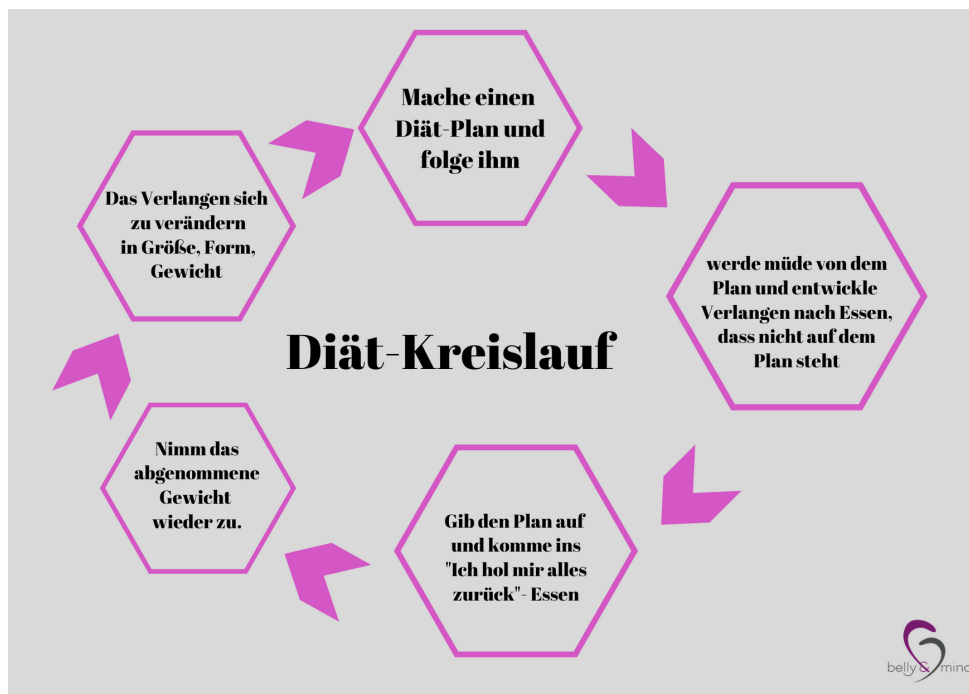 Mache einen
Diät-Plan und
folge ihm
Das Verlangen sich
zu verändern
in Größe, Form,
Gewicht
werde müde von dem
Plan und entwickle
Verlangen nach Essen,
dass nicht auf dem
Plan steht
Diät-Kreislauf
Nimm das
abgenommene
Gewicht
wieder zu.
Gib den Plan auf
und komme ins
"Ich hol mir alles
zurück"- Essen
belly & mind